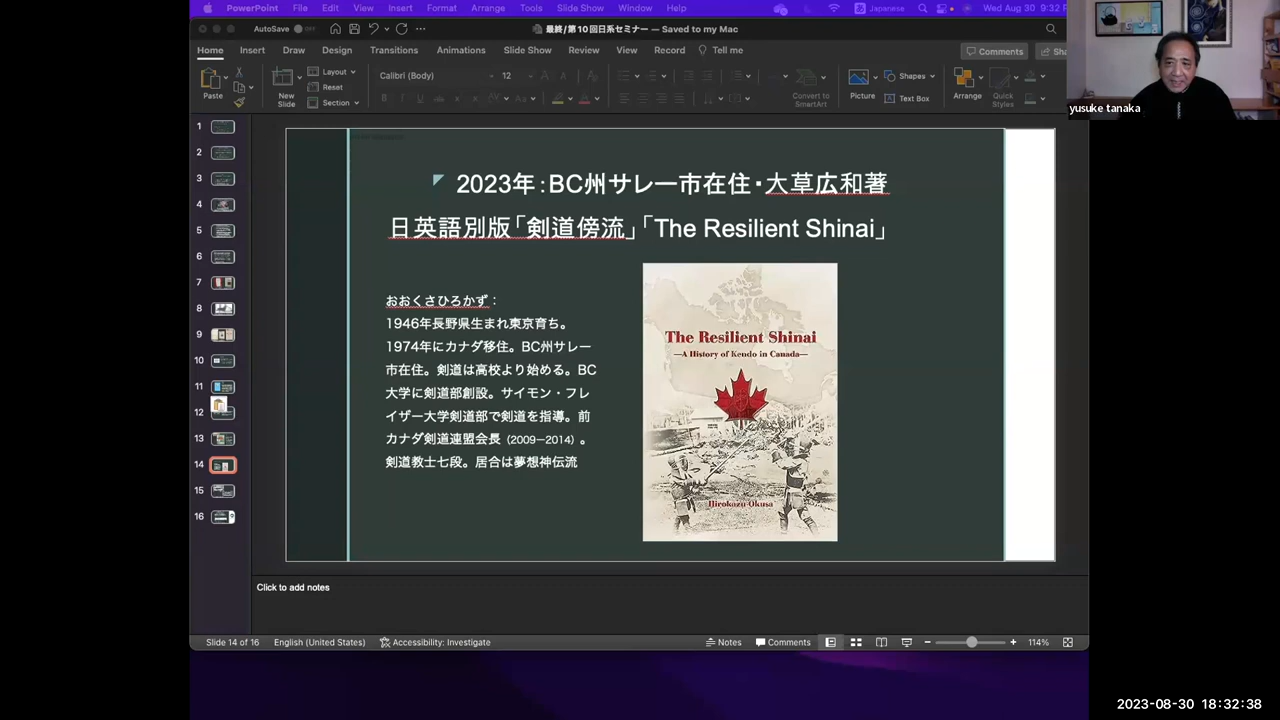 PowerPoint File Edit View Insert Format Arrange Tools Slide Show Window Help Japanese Wed Aug 30 9:32
AutoSave OFF 最終/第10回日系セミナー — Saved to my Mac
Home Insert Draw Design Transitions Animations Slide Show Review View Record Tell me Comments
Paste New Slide Layout Reset Section Calibri (Body) 12 Convert to SmartArt Picture Shapes Text Box Arrange Quick Styles
yusuke tanaka
1
2
3
4
5
6
7
8
9
10
11
12
13
14
15
16
2023年：BC州サレー市在住・大草広和著
日英語別版「剣道傍流」「The Resilient Shinai」
おおくさひろかず：
1946年長野県生まれ東京育ち。
1974年にカナダ移住。BC州サレー
市在住。剣道は高校より始める。BC
大学に剣道部創設。サイモン・フレ
イザー大学剣道部で剣道を指導。前
カナダ剣道連盟会長（2009—2014）。
剣道教士七段。居合は夢想神伝流
The Resilient Shinai
—A History of Kendo in Canada—
Hirokazu Okusa
Click to add notes
Slide 14 of 16 English (United States) Accessibility: Investigate Notes Comments 114%
2023-08-30 18:32:38